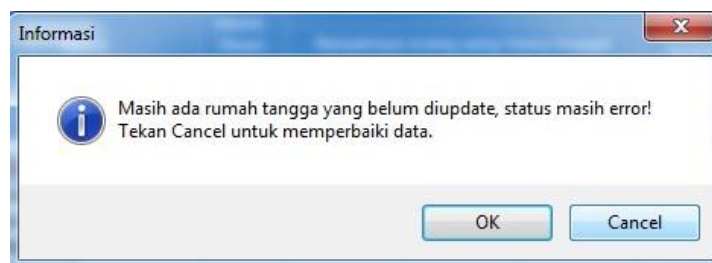 Informasi
Masih ada rumah tangga yang belum diupdate, status masih error!
Tekan Cancel untuk memperbaiki data.
OK
Cancel